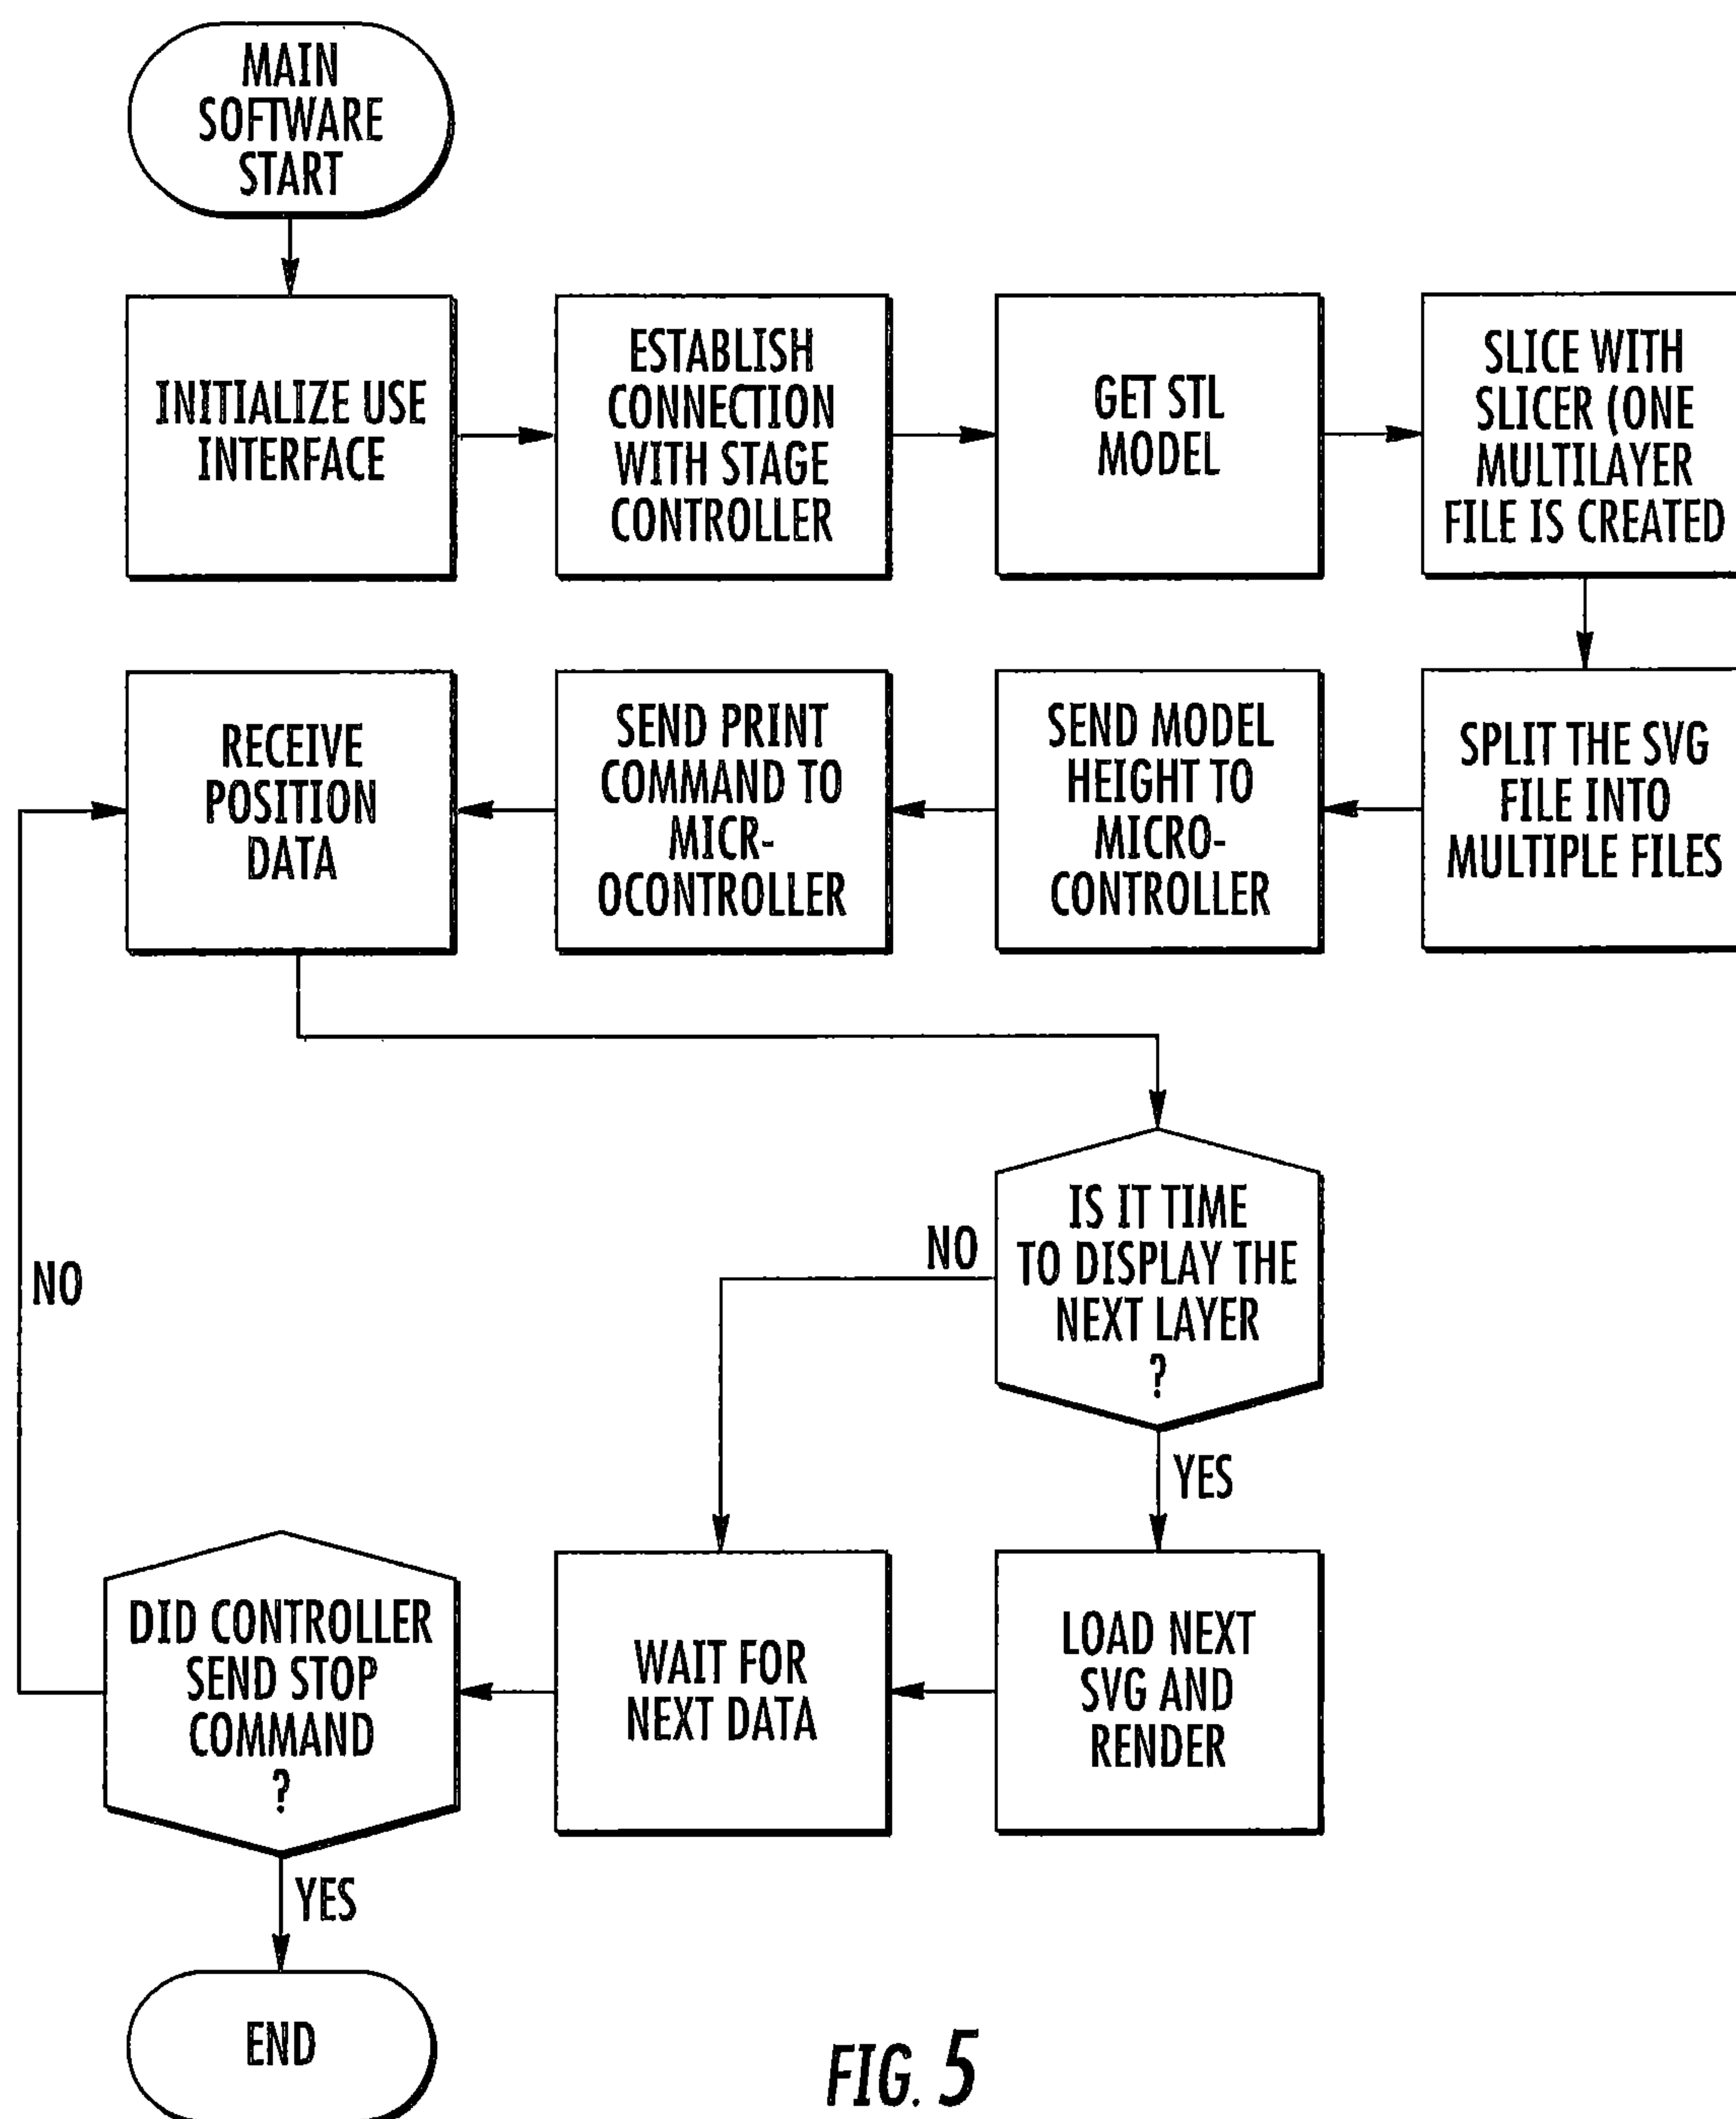 MAIN
SOFTWARE
START
INITIALIZE USE
INTERFACE
ESTABLISH
CONNECTION
WITH STAGE
CONTROLLER
GET STL
MODEL
SLICE WITH
SLICER (ONE
MULTILAYER
FILE IS CREATED
SPLIT THE SVG
FILE INTO
MULTIPLE FILES
SEND MODEL
HEIGHT TO
MICRO-
CONTROLLER
SEND PRINT
COMMAND TO
MICR-
OCONTROLLER
RECEIVE
POSITION
DATA
IS IT TIME
TO DISPLAY THE
NEXT LAYER
?
NO
YES
LOAD NEXT
SVG AND
RENDER
WAIT FOR
NEXT DATA
DID CONTROLLER
SEND STOP
COMMAND
?
NO
YES
END
FIG. 5